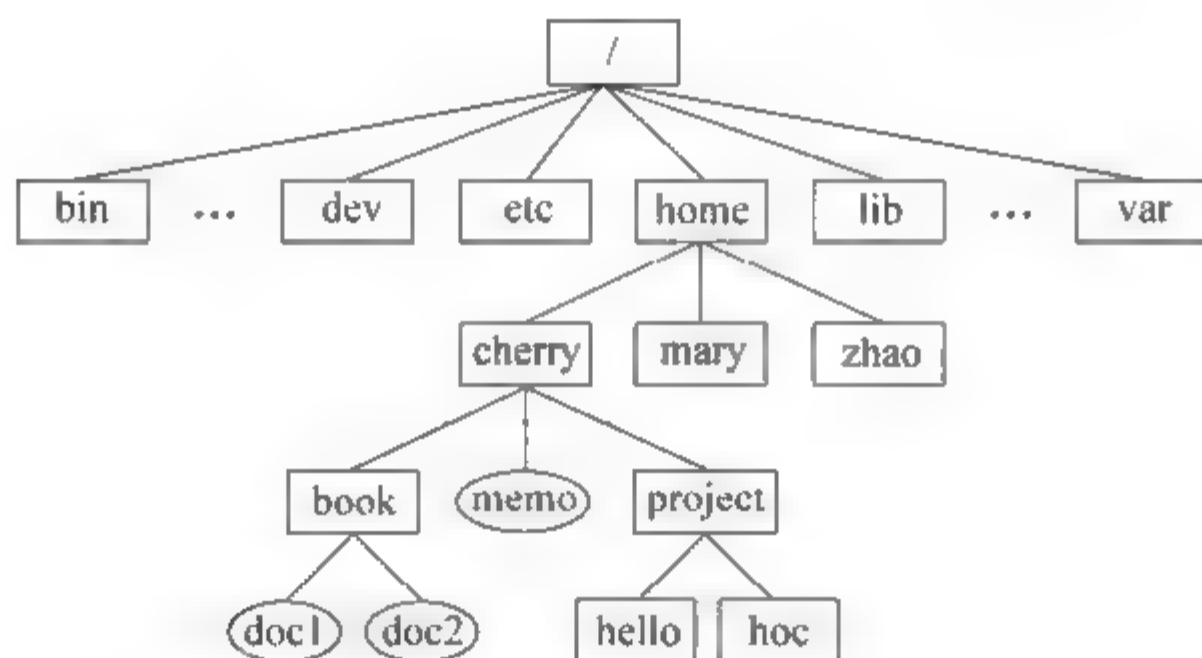 /
bin ... dev etc home lib ... var
cherry mary zhao
book memo project
doc1 doc2 hello hoc